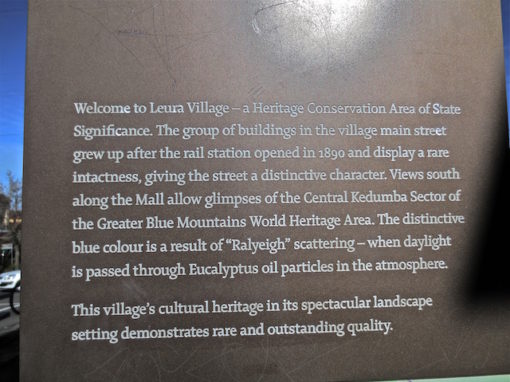 Welcome to Leura Village – a Heritage Conservation Area of State
Significance. The group of buildings in the village main street
grew up after the rail station opened in 1890 and display a rare
intactness, giving the street a distinctive character. Views south
along the Mall allow glimpses of the Central Kedumba Sector of
the Greater Blue Mountains World Heritage Area. The distinctive
blue colour is a result of “Ralyeigh” scattering – when daylight
is passed through Eucalyptus oil particles in the atmosphere.
This village’s cultural heritage in its spectacular landscape
setting demonstrates rare and outstanding quality.